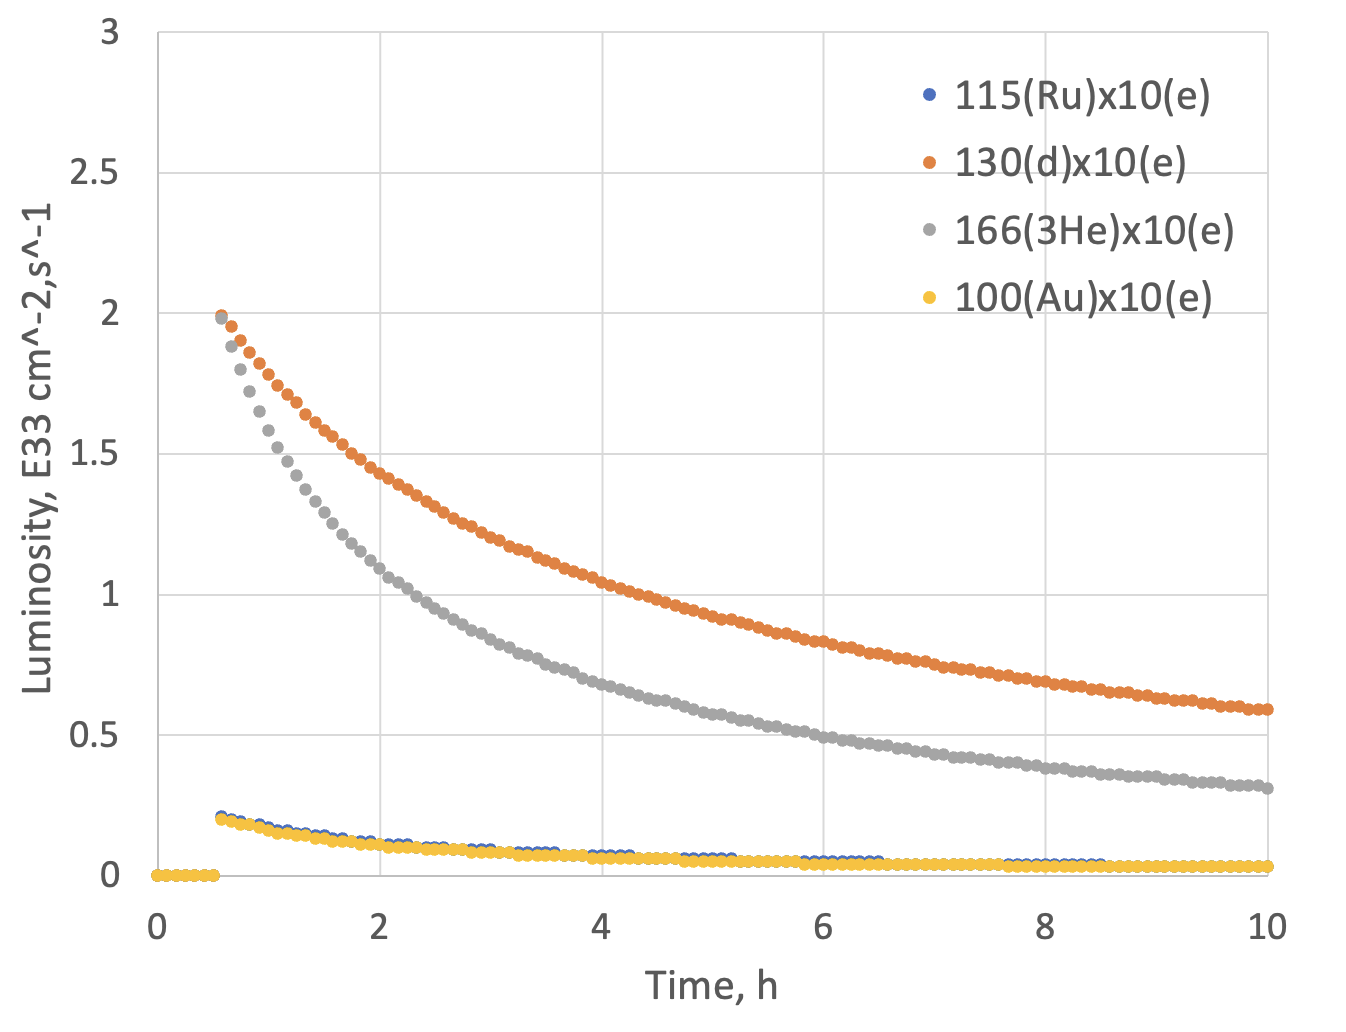 3
2.5
2
1.5
1
0.5
0
0
2
4
6
8
10
Luminosity, E33 cm^-2,s^-1
Time, h
115(Ru)x10(e)
130(d)x10(e)
166(3He)x10(e)
100(Au)x10(e)